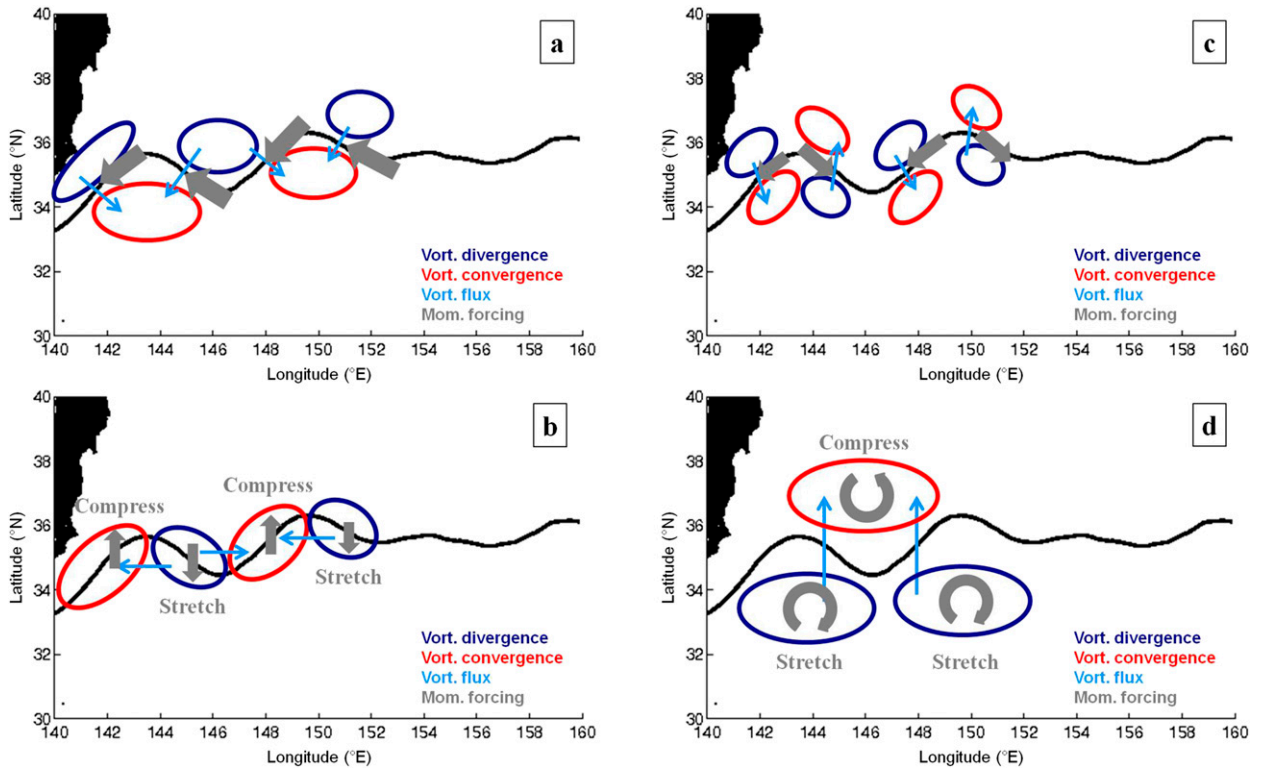 40
38
36
34
32
30
Latitude (°N)
a
Vort. divergence
Vort. convergence
Vort. flux
Mom. forcing
140 142 144 146 148 150 152 154 156 158 160
Longitude (°E)
40
38
36
34
32
30
Latitude (°N)
c
Vort. divergence
Vort. convergence
Vort. flux
Mom. forcing
140 142 144 146 148 150 152 154 156 158 160
Longitude (°E)
40
38
36
34
32
30
Latitude (°N)
b
Compress
Compress
Stretch
Stretch
Vort. divergence
Vort. convergence
Vort. flux
Mom. forcing
140 142 144 146 148 150 152 154 156 158 160
Longitude (°E)
40
38
36
34
32
30
Latitude (°N)
d
Compress
Stretch
Stretch
Vort. divergence
Vort. convergence
Vort. flux
Mom. forcing
140 142 144 146 148 150 152 154 156 158 160
Longitude (°E)